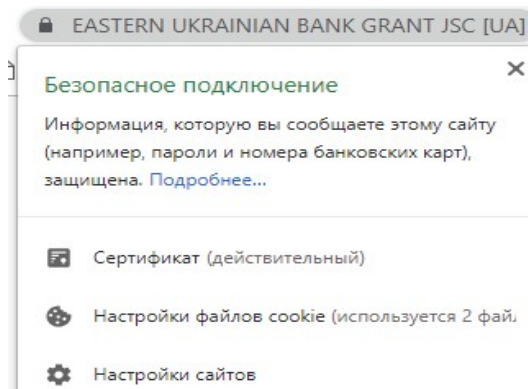 EASTERN UKRAINIAN BANK GRANT JSC [UA]
Безопасное подключение
Информация, которую вы сообщаете этому сайту
(например, пароли и номера банковских карт),
защищена. Подробнее...
Сертификат (действительный)
Настройки файлов cookie (используется 2
Настройки сайтов